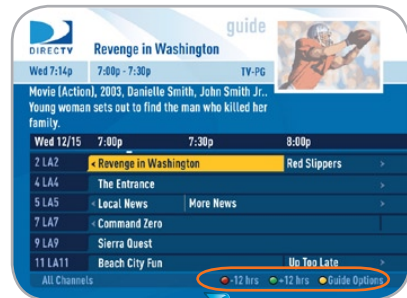 guide
DIRECTV
Revenge in Washington
Wed 7:14p 7:00p - 7:30p TV-PG
Movie (Action), 2003, Danielle Smith, John Smith Jr..
Young woman sets out to find the man who killed her
family.
Wed 12/15 7:00p 7:30p 8:00p
2 LA2 < Revenge in Washington Red Slippers >
4 LA4 The Entrance >
5 LA5 < Local News More News >
7 LA7 < Command Zero
9 LA9 Sierra Quest
11 LA11 Beach City Fun Up Too Late >
All Channels -12 hrs +12 hrs Guide Options